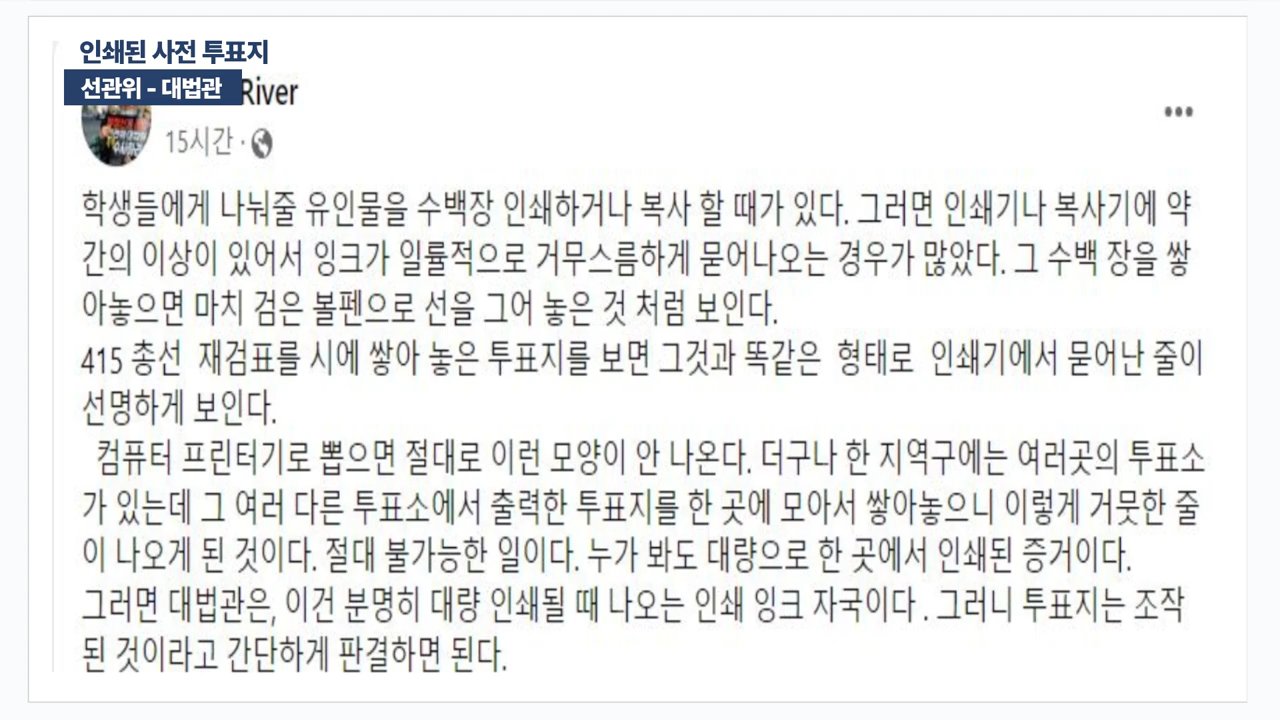 인쇄된 사전 투표지
선관위 - 대법관
River
15시간 ·
학생들에게 나눠줄 유인물을 수백장 인쇄하거나 복사 할 때가 있다. 그러면 인쇄기나 복사기에 약
간의 이상이 있어서 잉크가 일률적으로 거무스름하게 묻어나오는 경우가 많았다. 그 수백 장을 쌓
아놓으면 마치 검은 볼펜으로 선을 그어 놓은 것 처럼 보인다.
415 총선 재검표를 시에 쌓아 놓은 투표지를 보면 그것과 똑같은 형태로 인쇄기에서 묻어난 줄이
선명하게 보인다.
컴퓨터 프린터기로 뽑으면 절대로 이런 모양이 안 나온다. 더구나 한 지역구에는 여러곳의 투표소
가 있는데 그 여러 다른 투표소에서 출력한 투표지를 한 곳에 모아서 쌓아놓으니 이렇게 거뭇한 줄
이 나오게 된 것이다. 절대 불가능한 일이다. 누가 봐도 대량으로 한 곳에서 인쇄된 증거이다.
그러면 대법관은, 이건 분명히 대량 인쇄될 때 나오는 인쇄 잉크 자국이다 . 그러니 투표지는 조작
된 것이라고 간단하게 판결하면 된다.